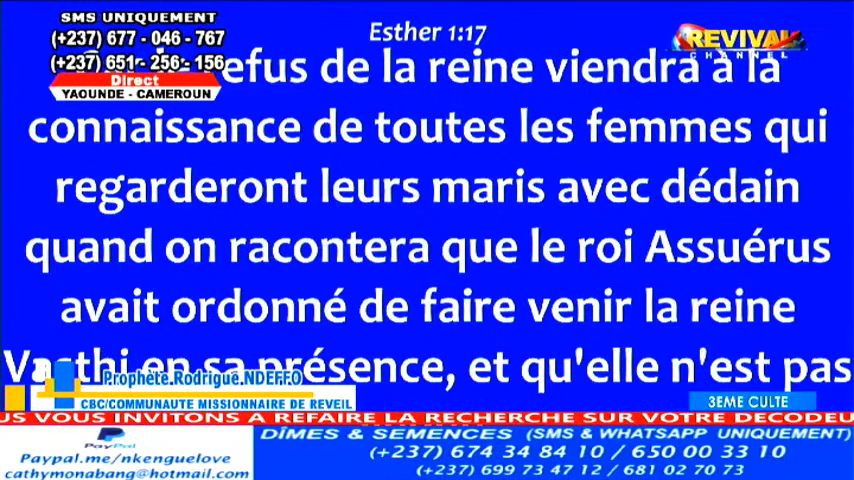 SMS UNIQUEMENT
(+237) 677 - 046 - 767
(+237) 651 - 256 - 156
Direct
YAOUNDE - CAMEROUN
Esther 1:17
REVIVAL
CHANNEL
refus de la reine viendra à la
connaissance de toutes les femmes qui
regarderont leurs maris avec dédain
quand on racontera que le roi Assuérus
avait ordonné de faire venir la reine
Vasthi en sa présence, et qu'elle n'est pas
Prophète.Rodrigue.NDEFFO
CBC/COMMUNAUTE MISSIONNAIRE DE REVEIL
3EME CULTE
US VOUS INVITONS A REFAIRE LA RECHERCHE SUR VOTRE DECODEU
PayPal
Paypal.me/nkenguelove
cathymonabang@hotmail.com
DÎMES & SEMENCES (SMS & WHATSAPP UNIQUEMENT)
(+237) 674 34 84 10 / 650 00 33 10
(+237) 699 73 47 12 / 681 02 70 73